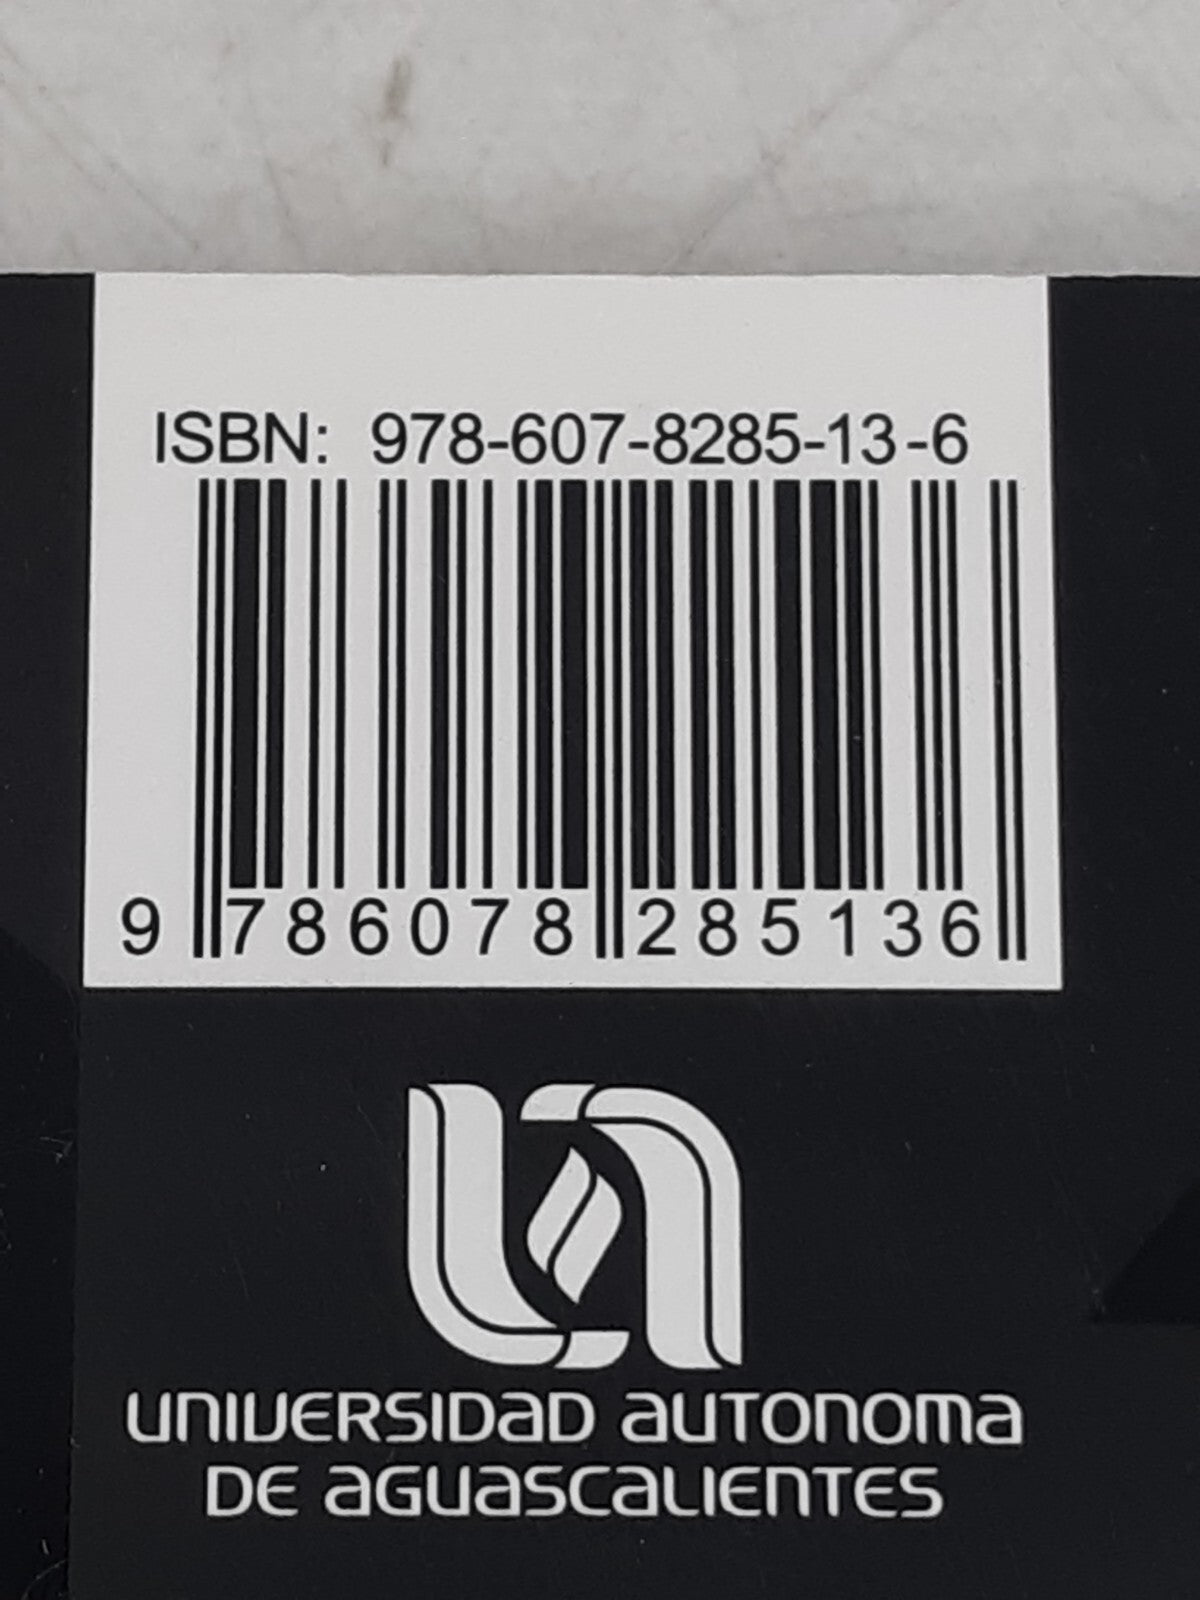 ISBN: 978-607-8285-13-6
9 786078 285136
UNIVERSIDAD AUTONOMA
DE AGUASCALIENTES